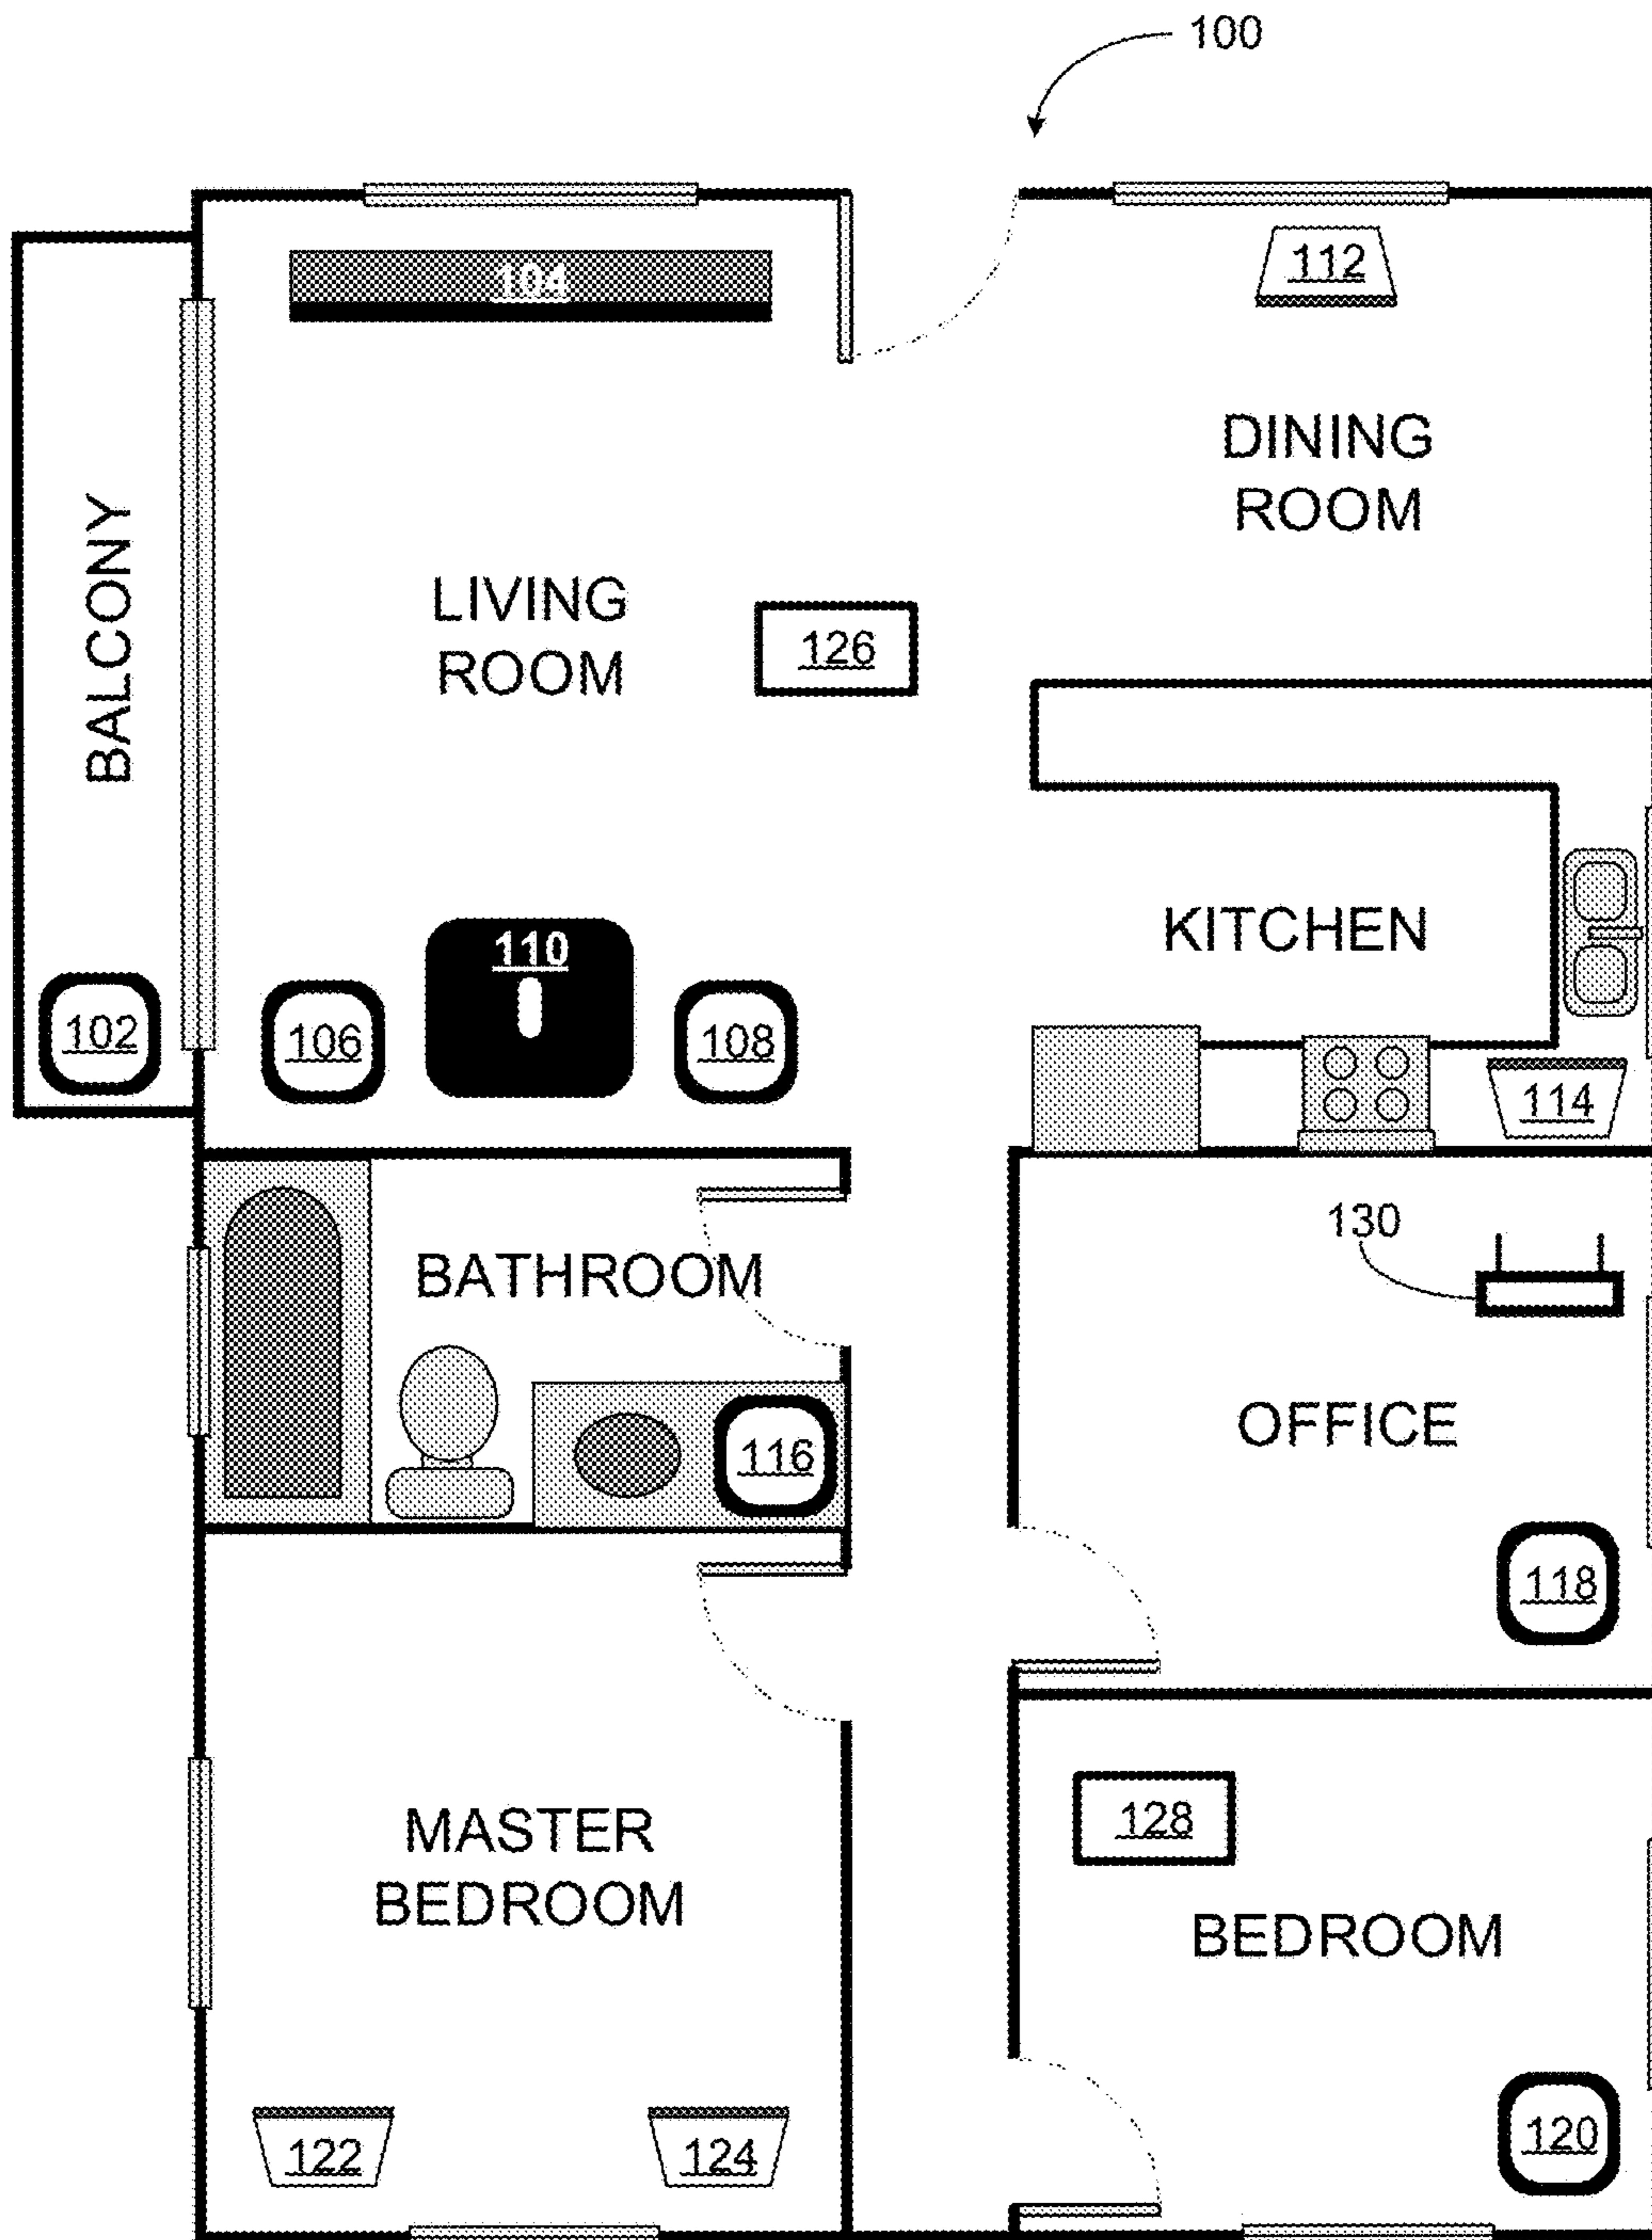 100
104
112
DINING
ROOM
BALCONY
LIVING
ROOM
126
KITCHEN
110
102
106
108
114
130
BATHROOM
OFFICE
116
118
MASTER
BEDROOM
128
BEDROOM
122
124
120